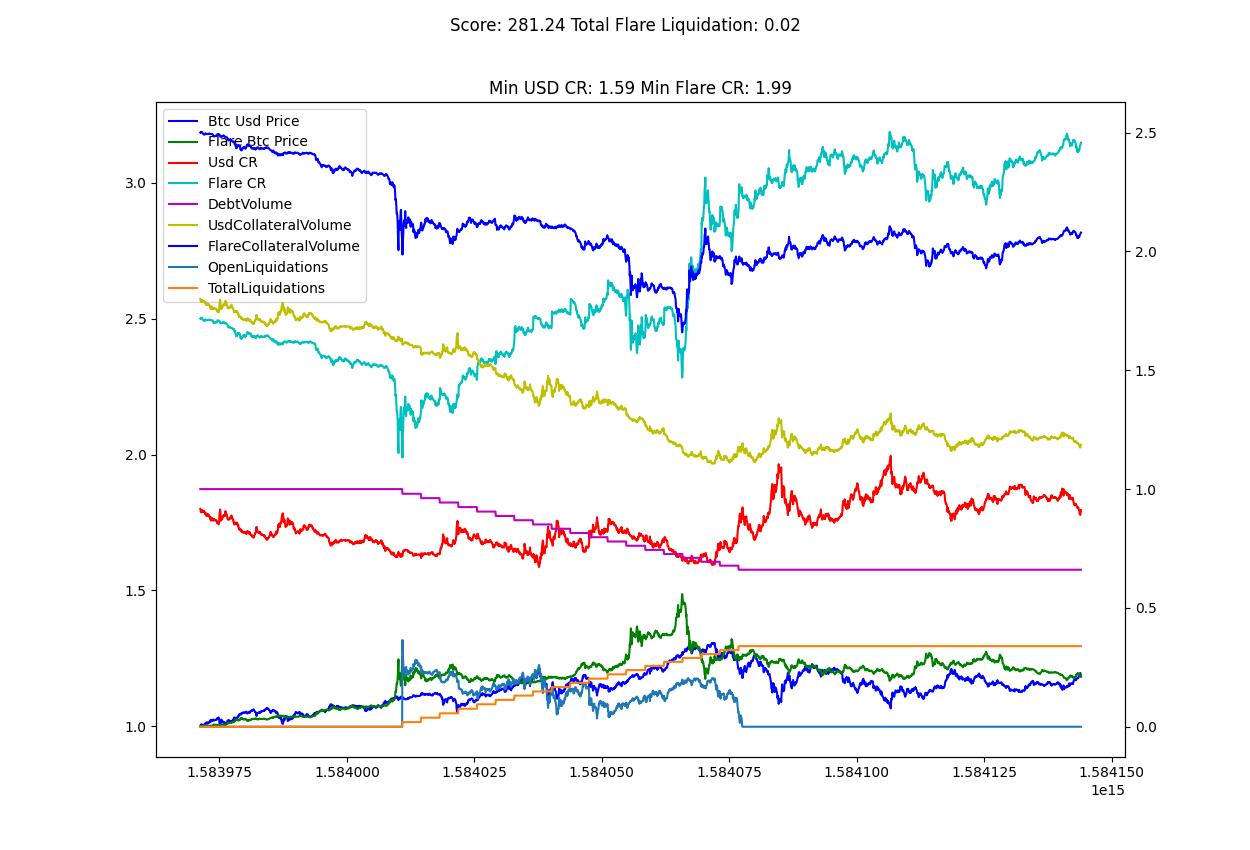 Score: 281.24 Total Flare Liquidation: 0.02
Min USD CR: 1.59 Min Flare CR: 1.99
Btc Usd Price
Flare Btc Price
Usd CR
Flare CR
DebtVolume
UsdCollateralVolume
FlareCollateralVolume
OpenLiquidations
TotalLiquidations
3.0
2.5
2.0
1.5
1.0
2.5
2.0
1.5
1.0
0.5
0.0
1.583975
1.584000
1.584025
1.584050
1.584075
1.584100
1.584125
1.584150
1e15